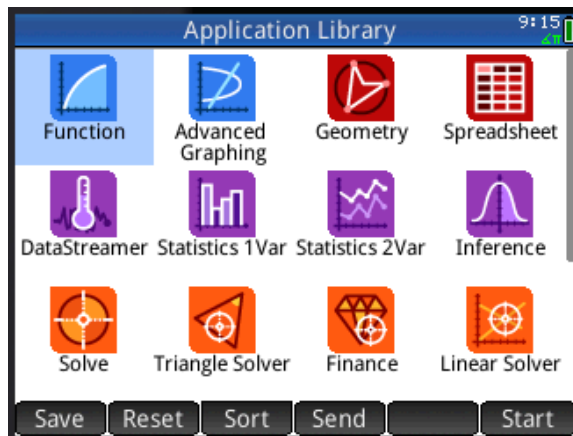 Application Library
9:15
∡π
Function
Advanced
Graphing
Geometry
Spreadsheet
DataStreamer
Statistics 1Var
Statistics 2Var
Inference
Solve
Triangle Solver
Finance
Linear Solver
Save
Reset
Sort
Send
Start